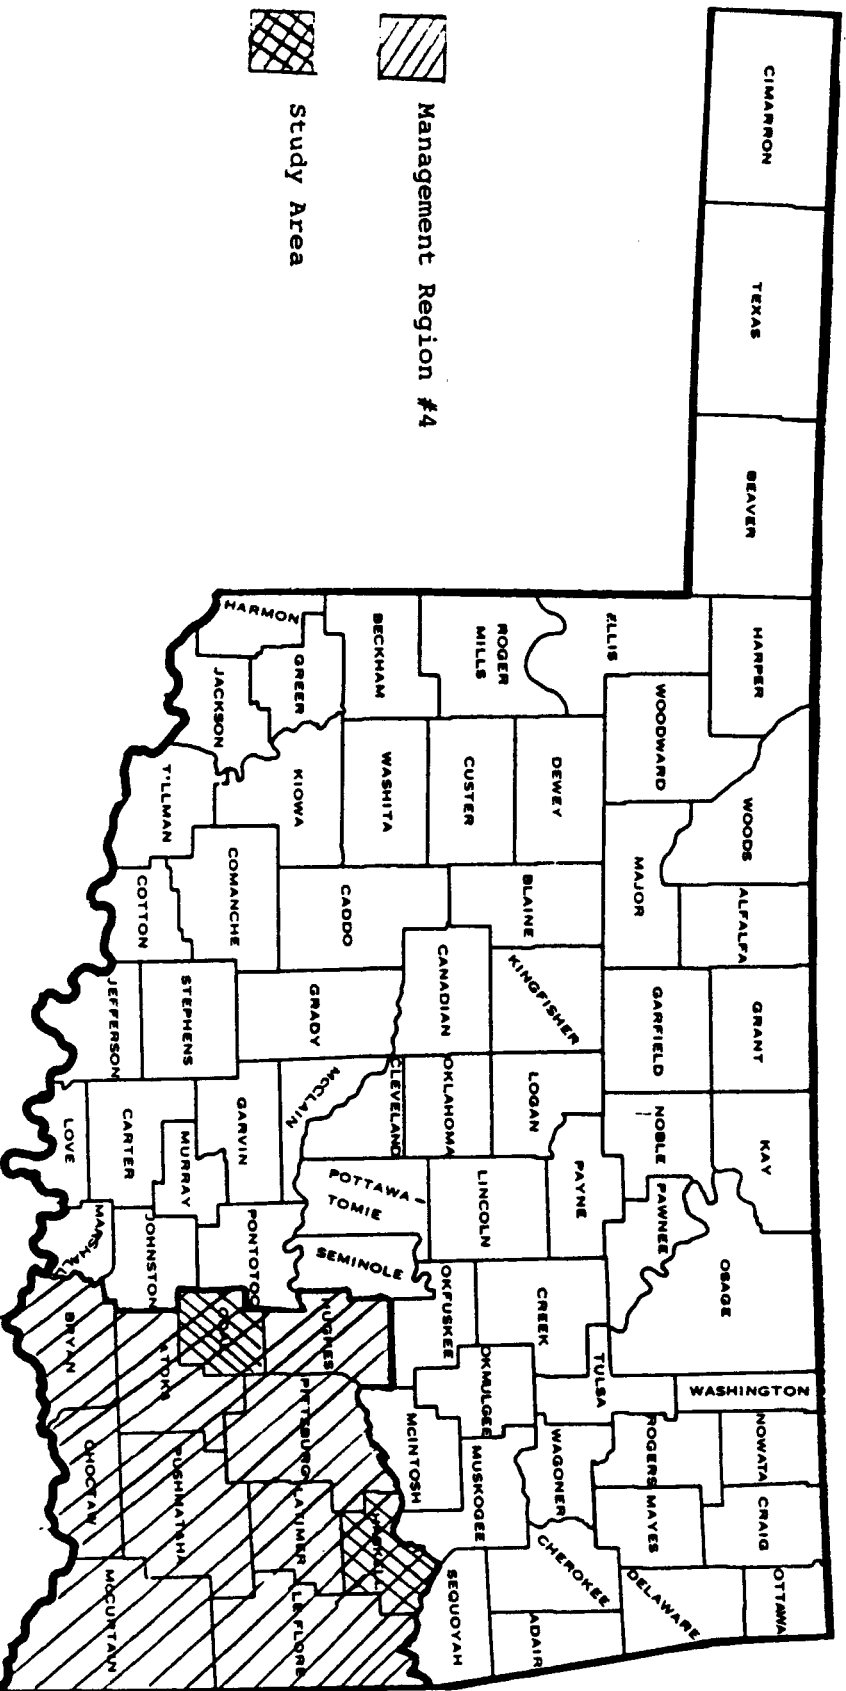 CIMARRON
TEXAS
BEAVER
HARPER
WOODS
ALFALFA
GRANT
KAY
OSAGE
WASHINGTON
NOWATA
CRAIG
OTTAWA
ELLIS
WOODWARD
MAJOR
GARFIELD
NOBLE
PAWNEE
ROGERS
MAYES
DELAWARE
ROGER
MILLS
DEWEY
BLAINE
KINGFISHER
LOGAN
PAYNE
CREEK
TULSA
WAGONER
CHEROKEE
ADAIR
BECKHAM
CUSTER
WASHITA
CADDO
CANADIAN
OKLAHOMA
CLEVELAND
LINCOLN
POTTAWA-
TOMIE
SEMINOLE
OKFUSKEE
OKMULGEE
MUSKOGEE
MCINTOSH
SEQUOYAH
HARMON
GREER
JACKSON
KIOWA
TILLMAN
COMANCHE
COTTON
GRADY
MCCLAIN
STEPHENS
JEFFERSON
GARVIN
MURRAY
CARTER
LOVE
PONTOTOC
JOHNSTON
MARSHALL
HUGHES
PITTSBURG
HASKELL
LATIMER
LE FLORE
ATOKA
PUSHMATAHA
BRYAN
CHOCTAW
MCCURTAIN
Management Region #4
Study Area